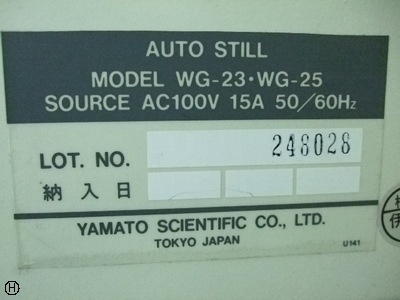 AUTO STILL
MODEL WG-23・WG-25
SOURCE AC100V 15A 50/60Hz
LOT. NO. 248028
納入日
YAMATO SCIENTIFIC CO., LTD.
TOKYO JAPAN
U141
H